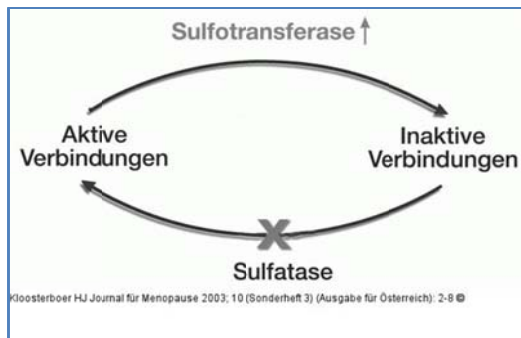 Sulfotransferase ↑
Aktive
Verbindungen
Inaktive
Verbindungen
Sulfatase
Kloosterboer HJ Journal für Menopause 2003; 10 (Sonderheft 3) (Ausgabe für Österreich): 2-8 ©